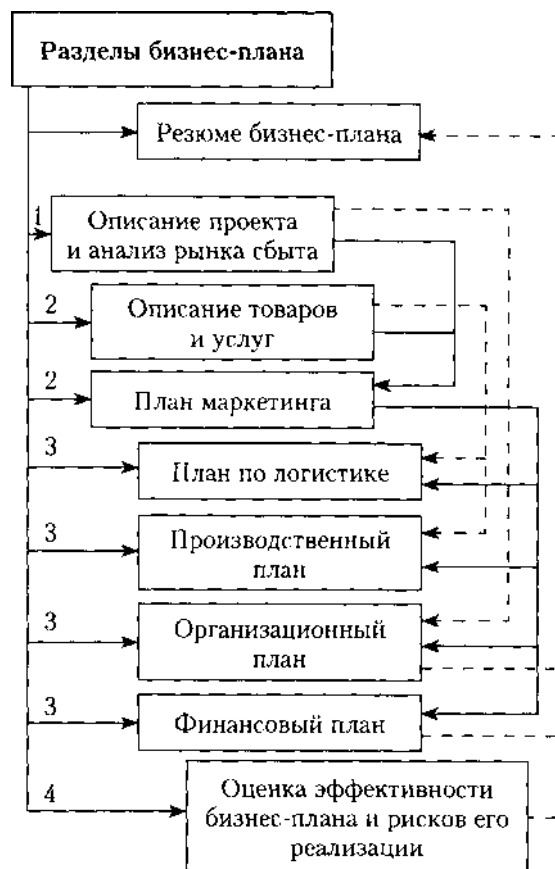 Разделы бизнес-плана
Резюме бизнес-плана
1
Описание проекта
и анализ рынка сбыта
2
Описание товаров
и услуг
2
План маркетинга
3
План по логистике
3
Производственный
план
3
Организационный
план
3
Финансовый план
4
Оценка эффективности
бизнес-плана и рисков его
реализации